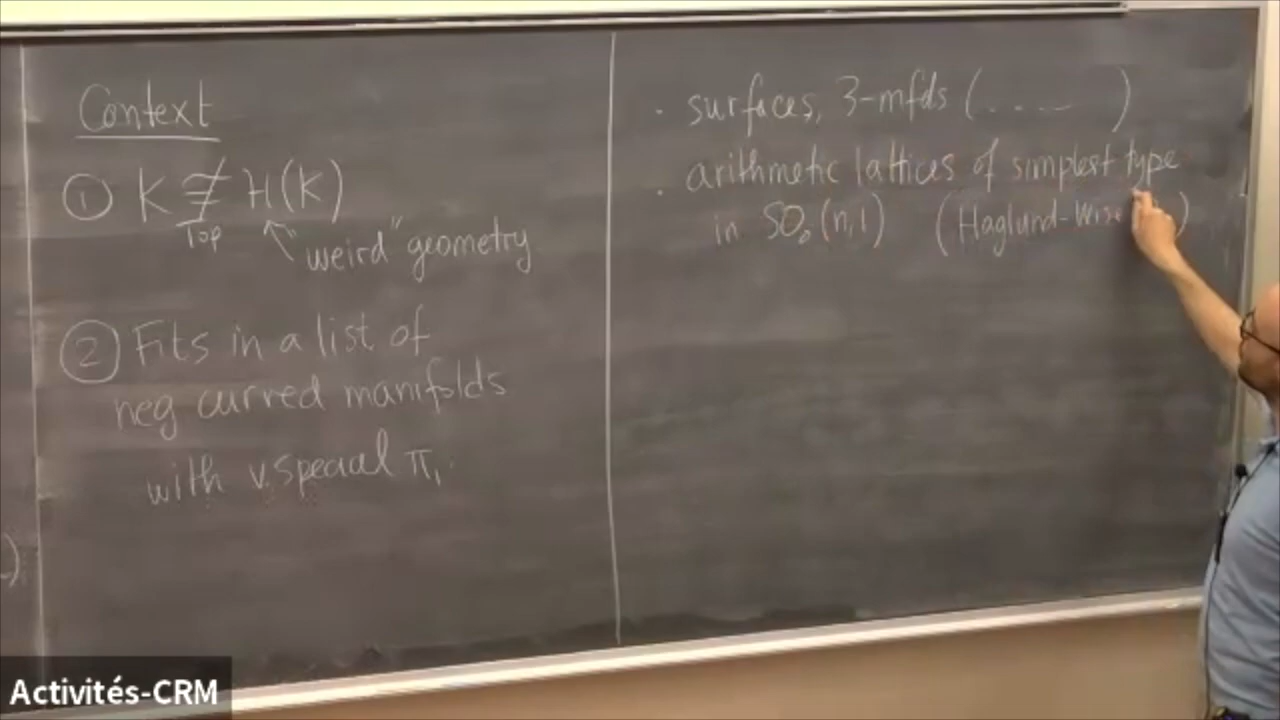 Context
① K ≇ H(K)
Top
"weird" geometry
② Fits in a list of
neg curved manifolds
with v. special π₁.
· surfaces, 3-mfds (. . . . )
· arithmetic lattices of simplest type
in SO₀(n,1) (Haglund-Wise )
)
Activités-CRM